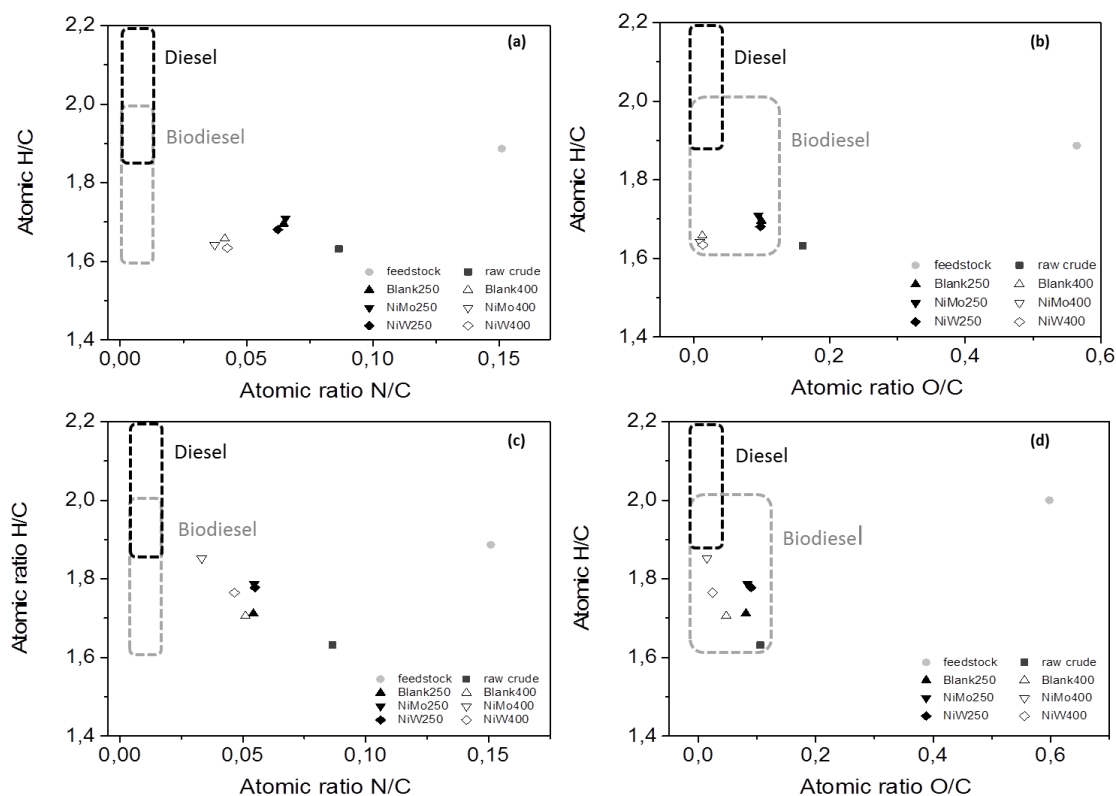 2,2
2,0
1,8
1,6
1,4
Atomic H/C
(a)
Diesel
Biodiesel
feedstock raw crude
Blank250 Blank400
NiMo250 NiMo400
NiW250 NiW400
0,00 0,05 0,10 0,15
Atomic ratio N/C
2,2
2,0
1,8
1,6
1,4
Atomic H/C
(b)
Diesel
Biodiesel
feedstock raw crude
Blank250 Blank400
NiMo250 NiMo400
NiW250 NiW400
0,0 0,2 0,4 0,6
Atomic ratio O/C
2,2
2,0
1,8
1,6
1,4
Atomic ratio H/C
(c)
Diesel
Biodiesel
feedstock raw crude
Blank250 Blank400
NiMo250 NiMo400
NiW250 NiW400
0,00 0,05 0,10 0,15
Atomic ratio N/C
2,2
2,0
1,8
1,6
1,4
Atomic H/C
(d)
Diesel
Biodiesel
feedstock raw crude
Blank250 Blank400
NiMo250 NiMo400
NiW250 NiW400
0,0 0,2 0,4 0,6
Atomic ratio O/C